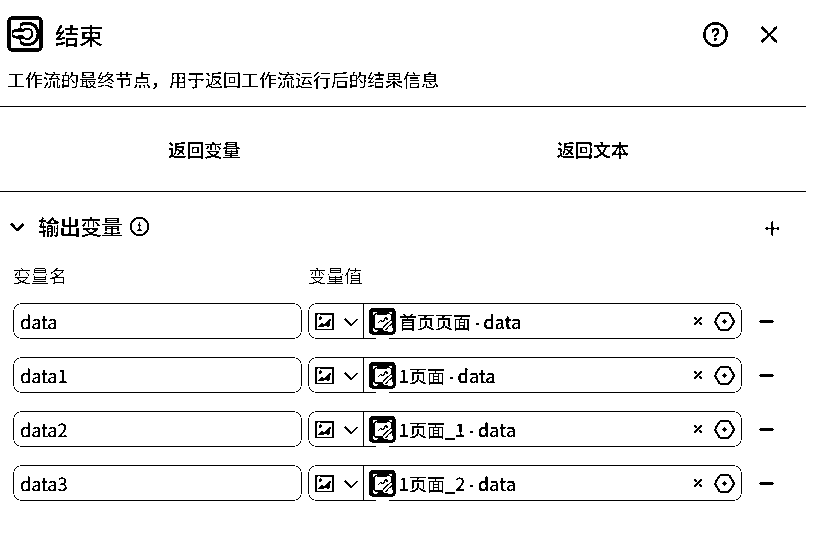 结束
工作流的最终节点，用于返回工作流运行后的结果信息
返回变量 返回文本
输出变量
变量名 变量值
data 首页页面 · data
data1 1页面 · data
data2 1页面_1 · data
data3 1页面_2 · data